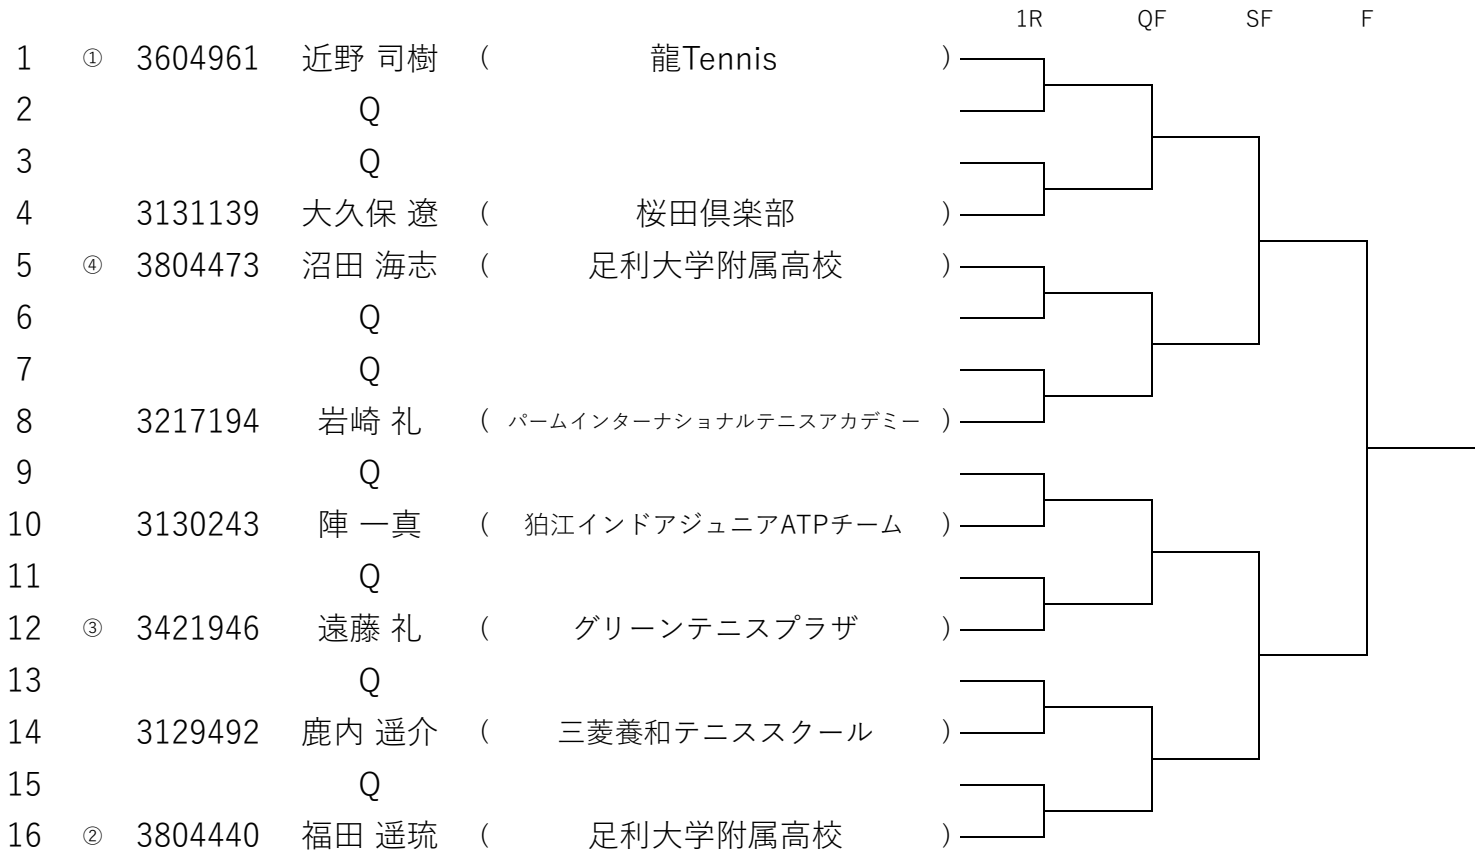 1R QF SF F
1 ① 3604961 近野 司樹 ( 龍Tennis )
2 Q
3 Q
4 3131139 大久保 遼 ( 桜田倶楽部 )
5 ④ 3804473 沼田 海志 ( 足利大学附属高校 )
6 Q
7 Q
8 3217194 岩崎 礼 ( パームインターナショナルテニスアカデミー )
9 Q
10 3130243 陣 一真 ( 狛江インドアジュニアATPチーム )
11 Q
12 ③ 3421946 遠藤 礼 ( グリーンテニスプラザ )
13 Q
14 3129492 鹿内 遥介 ( 三菱養和テニススクール )
15 Q
16 ② 3804440 福田 遥琉 ( 足利大学附属高校 )